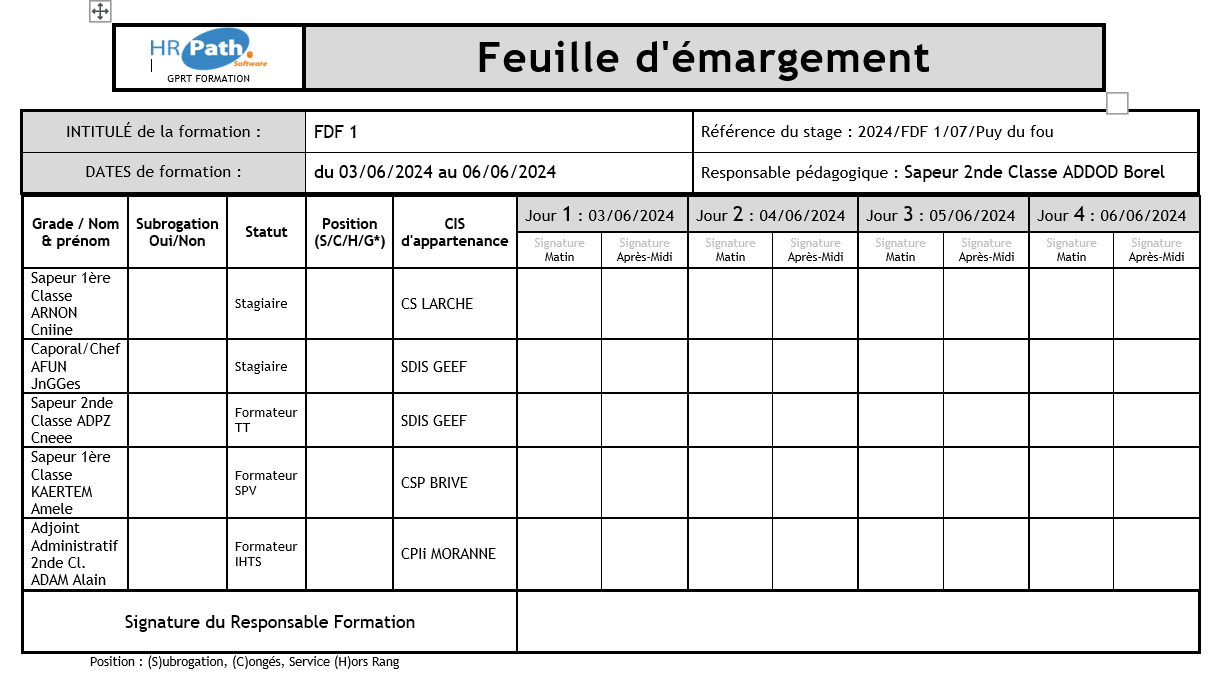 HR Path.
Software
GPRT FORMATION
Feuille d'émargement
INTITULÉ de la formation :
FDF 1
Référence du stage : 2024/FDF 1/07/Puy du fou
DATES de formation :
du 03/06/2024 au 06/06/2024
Responsable pédagogique : Sapeur 2nde Classe ADDOD Borel
Grade / Nom
& prénom
Subrogation
Oui/Non
Statut
Position
(S/C/H/G*)
CIS
d'appartenance
Jour 1 : 03/06/2024
Jour 2 : 04/06/2024
Jour 3 : 05/06/2024
Jour 4 : 06/06/2024
Signature
Matin
Signature
Après-Midi
Signature
Matin
Signature
Après-Midi
Signature
Matin
Signature
Après-Midi
Signature
Matin
Signature
Après-Midi
Sapeur 1ère
Classe
ARNON
Cniine
Stagiaire
CS LARCHE
Caporal/Chef
AFUN
JnGGes
Stagiaire
SDIS GEEF
Sapeur 2nde
Classe ADPZ
Cneee
Formateur
TT
SDIS GEEF
Sapeur 1ère
Classe
KAERTEM
Amele
Formateur
SPV
CSP BRIVE
Adjoint
Administratif
2nde Cl.
ADAM Alain
Formateur
IHTS
CPIi MORANNE
Signature du Responsable Formation
Position : (S)ubrogation, (C)ongés, Service (H)ors Rang